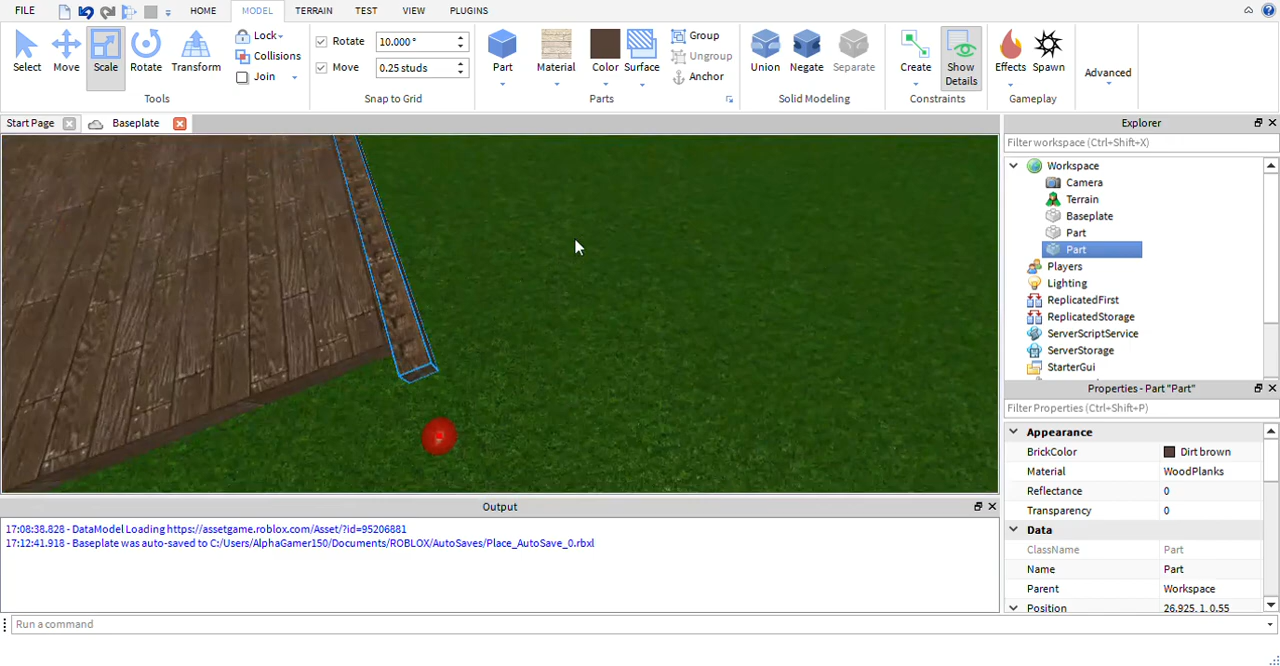 FILE HOME MODEL TERRAIN TEST VIEW PLUGINS
Select Move Scale Rotate Transform
Lock
Collisions
Join
Tools
Rotate 10.000 °
Move 0.25 studs
Snap to Grid
Part Material Color Surface
Group
Ungroup
Anchor
Parts
Union Negate Separate
Solid Modeling
Create Show Details
Constraints
Effects Spawn
Gameplay
Advanced
Start Page Baseplate
Explorer
Filter workspace (Ctrl+Shift+X)
Workspace
Camera
Terrain
Baseplate
Part
Part
Players
Lighting
ReplicatedFirst
ReplicatedStorage
ServerScriptService
ServerStorage
StarterGui
Properties - Part "Part"
Filter Properties (Ctrl+Shift+P)
Appearance
BrickColor Dirt brown
Material WoodPlanks
Reflectance 0
Transparency 0
Data
ClassName Part
Name Part
Parent Workspace
Position 26.925, 1, 0.55
Output
17:08:38.828 - DataModel Loading https://assetgame.roblox.com/Asset/?id=95206881
17:12:41.918 - Baseplate was auto-saved to C:/Users/AlphaGamer150/Documents/ROBLOX/AutoSaves/Place_AutoSave_0.rbxl
Run a command